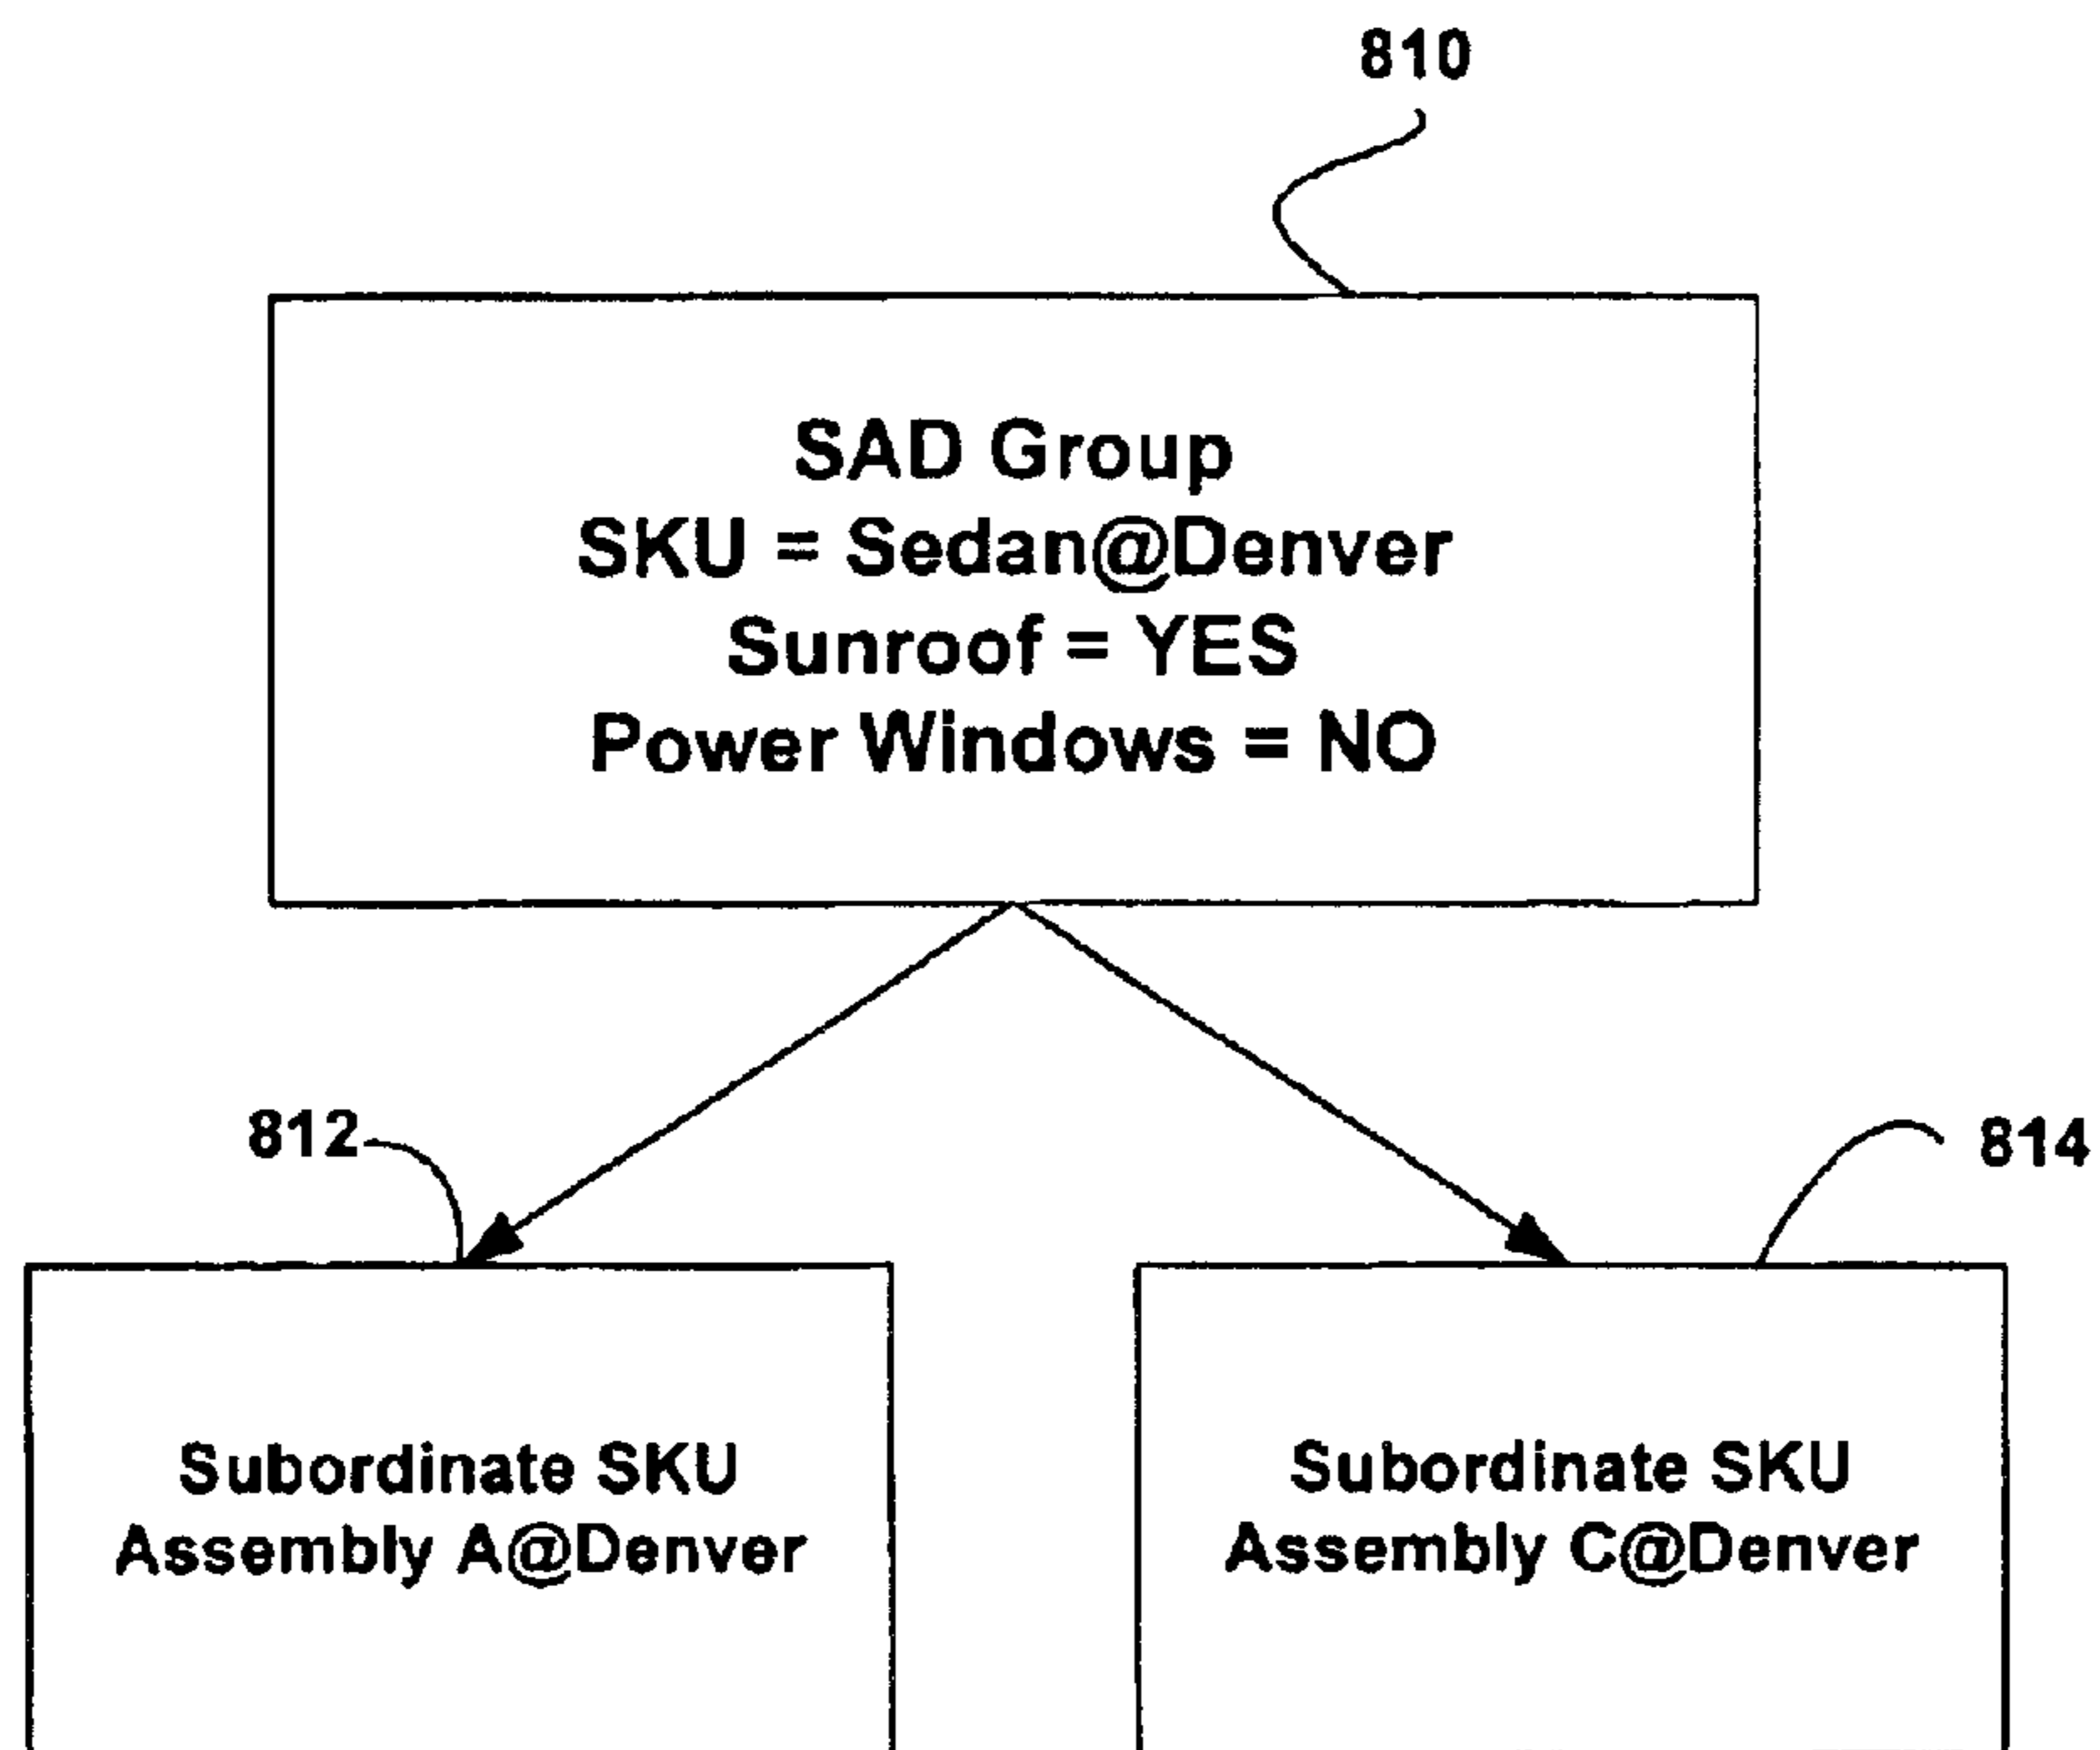 810
SAD Group
SKU = Sedan@Denver
Sunroof = YES
Power Windows = NO
812
814
Subordinate SKU
Assembly A@Denver
Subordinate SKU
Assembly C@Denver